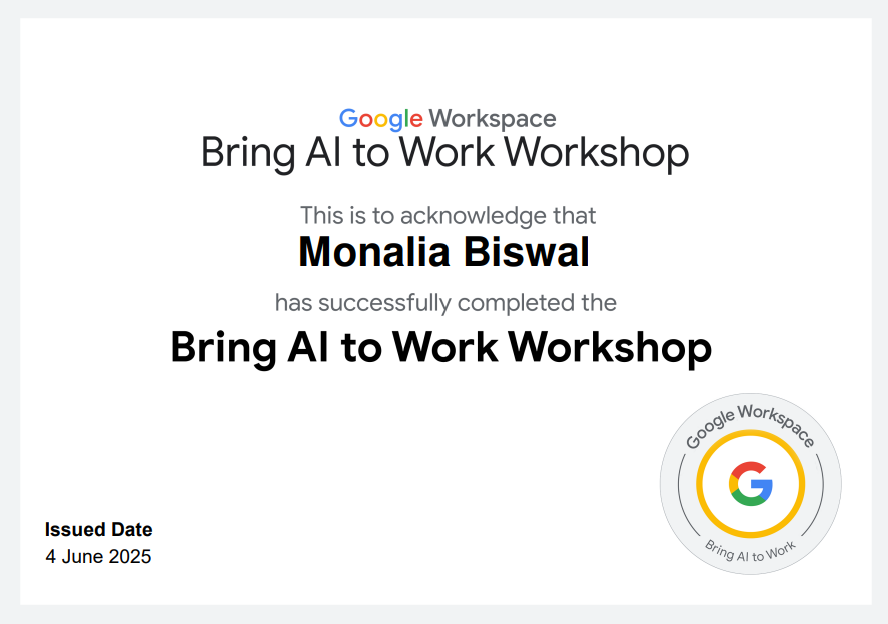 Google Workspace
Bring AI to Work Workshop
This is to acknowledge that
Monalia Biswal
has successfully completed the
Bring AI to Work Workshop
Google Workspace
G
Bring AI to Work
Issued Date
4 June 2025